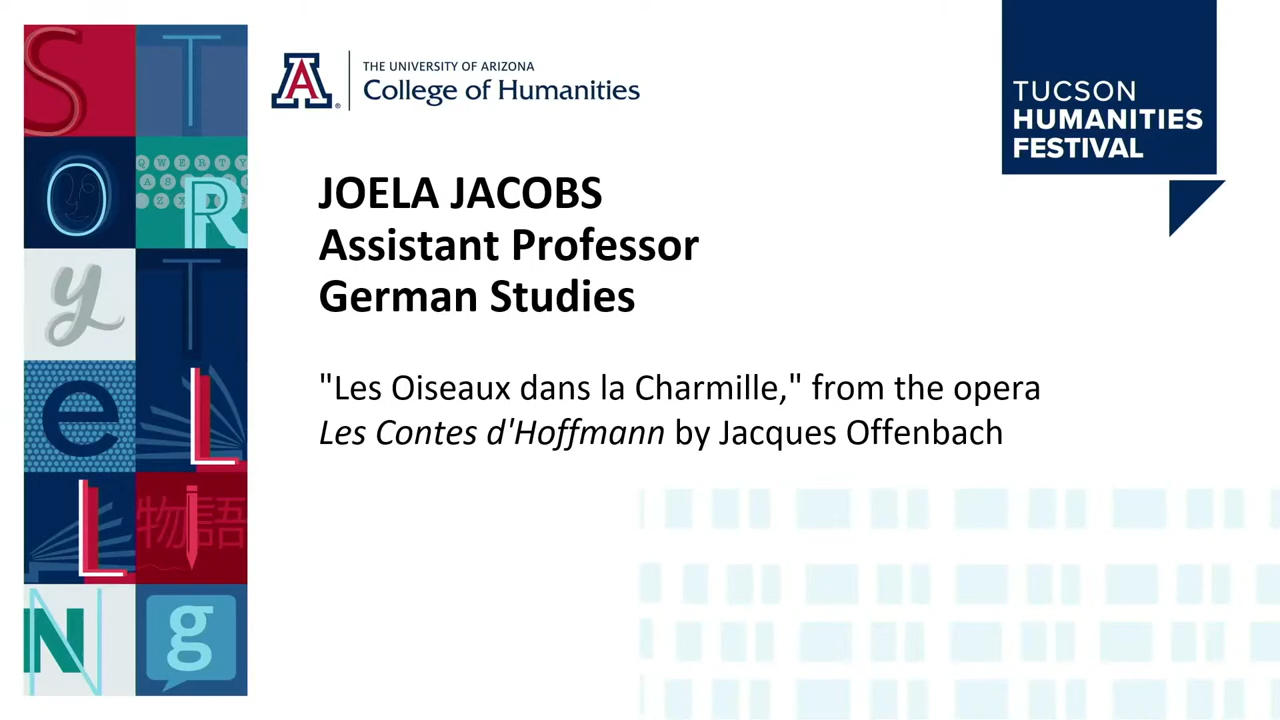 S T
O R
QWERTY
y T
e L
L i
物語
N g
A
THE UNIVERSITY OF ARIZONA
College of Humanities
TUCSON
HUMANITIES
FESTIVAL
JOELA JACOBS
Assistant Professor
German Studies
"Les Oiseaux dans la Charmille," from the opera
Les Contes d'Hoffmann by Jacques Offenbach